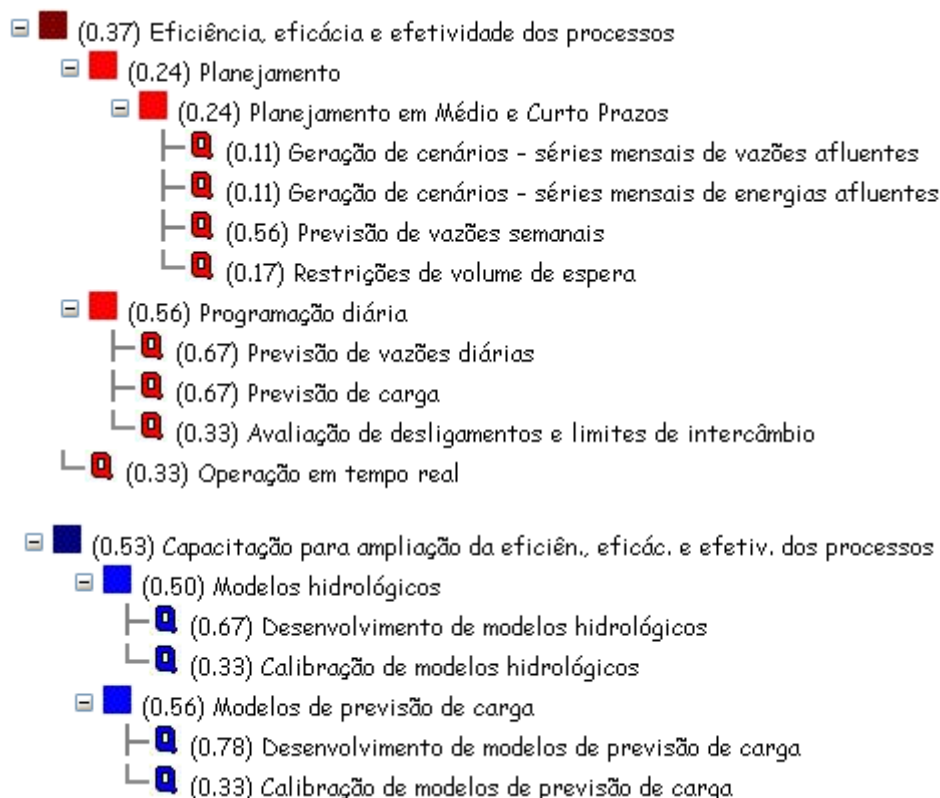 (0.37) Eficiência, eficácia e efetividade dos processos
(0.24) Planejamento
(0.24) Planejamento em Médio e Curto Prazos
Q (0.11) Geração de cenários - séries mensais de vazões afluentes
Q (0.11) Geração de cenários - séries mensais de energias afluentes
Q (0.56) Previsão de vazões semanais
Q (0.17) Restrições de volume de espera
(0.56) Programação diária
Q (0.67) Previsão de vazões diárias
Q (0.67) Previsão de carga
Q (0.33) Avaliação de desligamentos e limites de intercâmbio
Q (0.33) Operação em tempo real
(0.53) Capacitação para ampliação da eficiên., eficác. e efetiv. dos processos
(0.50) Modelos hidrológicos
Q (0.67) Desenvolvimento de modelos hidrológicos
Q (0.33) Calibração de modelos hidrológicos
(0.56) Modelos de previsão de carga
Q (0.78) Desenvolvimento de modelos de previsão de carga
Q (0.33) Calibração de modelos de previsão de carga